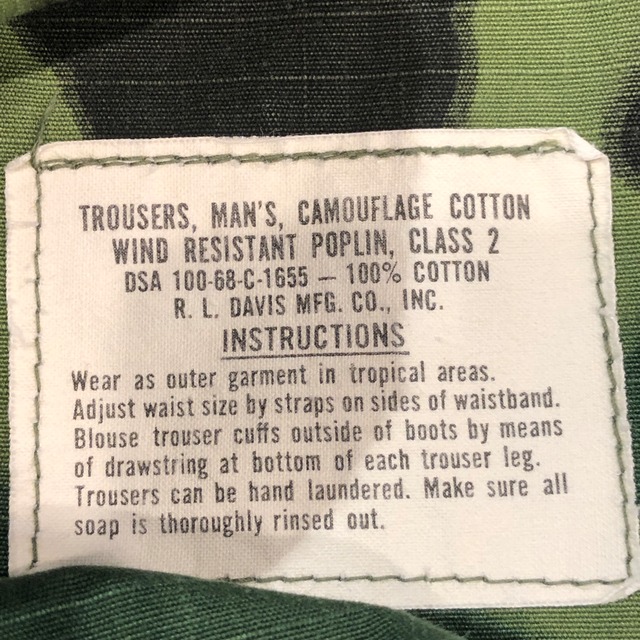 TROUSERS, MAN'S, CAMOUFLAGE COTTON
WIND RESISTANT POPLIN, CLASS 2
DSA 100-68-C-1655 — 100% COTTON
R. L. DAVIS MFG. CO., INC.
INSTRUCTIONS
Wear as outer garment in tropical areas.
Adjust waist size by straps on sides of waistband.
Blouse trouser cuffs outside of boots by means
of drawstring at bottom of each trouser leg.
Trousers can be hand laundered. Make sure all
soap is thoroughly rinsed out.